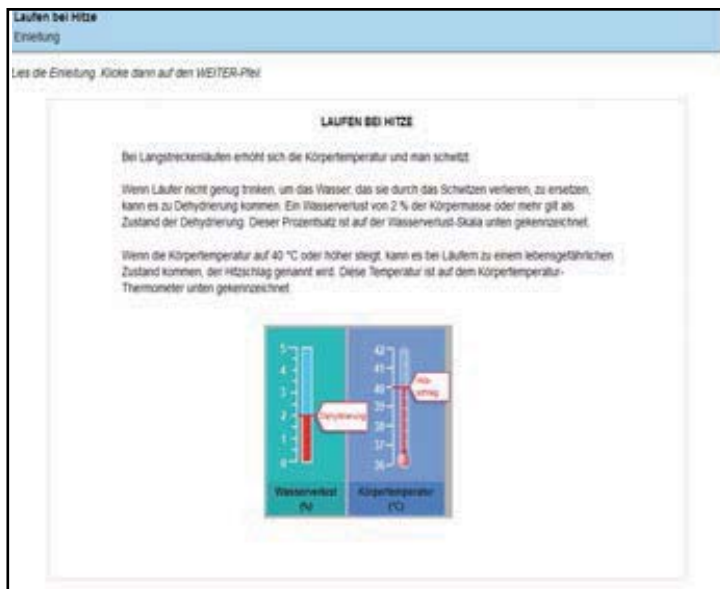 Laufen bei Hitze
Einleitung
Lies die Einleitung. Klicke dann auf den WEITER-Pfeil.
LAUFEN BEI HITZE
Bei Langstreckenläufen erhöht sich die Körpertemperatur und man schwitzt.
Wenn Läufer nicht genug trinken, um das Wasser, das sie durch das Schwitzen verlieren, zu ersetzen,
kann es zu Dehydrierung kommen. Ein Wasserverlust von 2 % der Körpermasse oder mehr gilt als
Zustand der Dehydrierung. Dieser Prozentsatz ist auf der Wasserverlust-Skala unten gekennzeichnet.
Wenn die Körpertemperatur auf 40 °C oder höher steigt, kann es bei Läufern zu einem lebensgefährlichen
Zustand kommen, der Hitzschlag genannt wird. Diese Temperatur ist auf dem Körpertemperatur-
Thermometer unten gekennzeichnet.
5
4
3
2
1
0
Dehydrierung
Wasserverlust
(%)
42
41
40
39
38
37
36
Hitz-
schlag
Körpertemperatur
(°C)